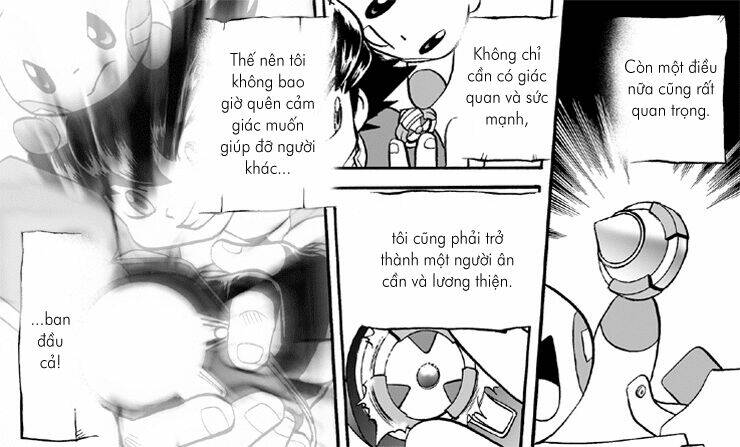 Còn một điều
nữa cũng rất
quan trọng.
Không chỉ
cần có giác
quan và sức
mạnh,
tôi cũng phải trở
thành một người ân
cần và lương thiện.
Thế nên tôi
không bao
giờ quên cảm
giác muốn
giúp đỡ người
khác...
...ban
đầu
cả!